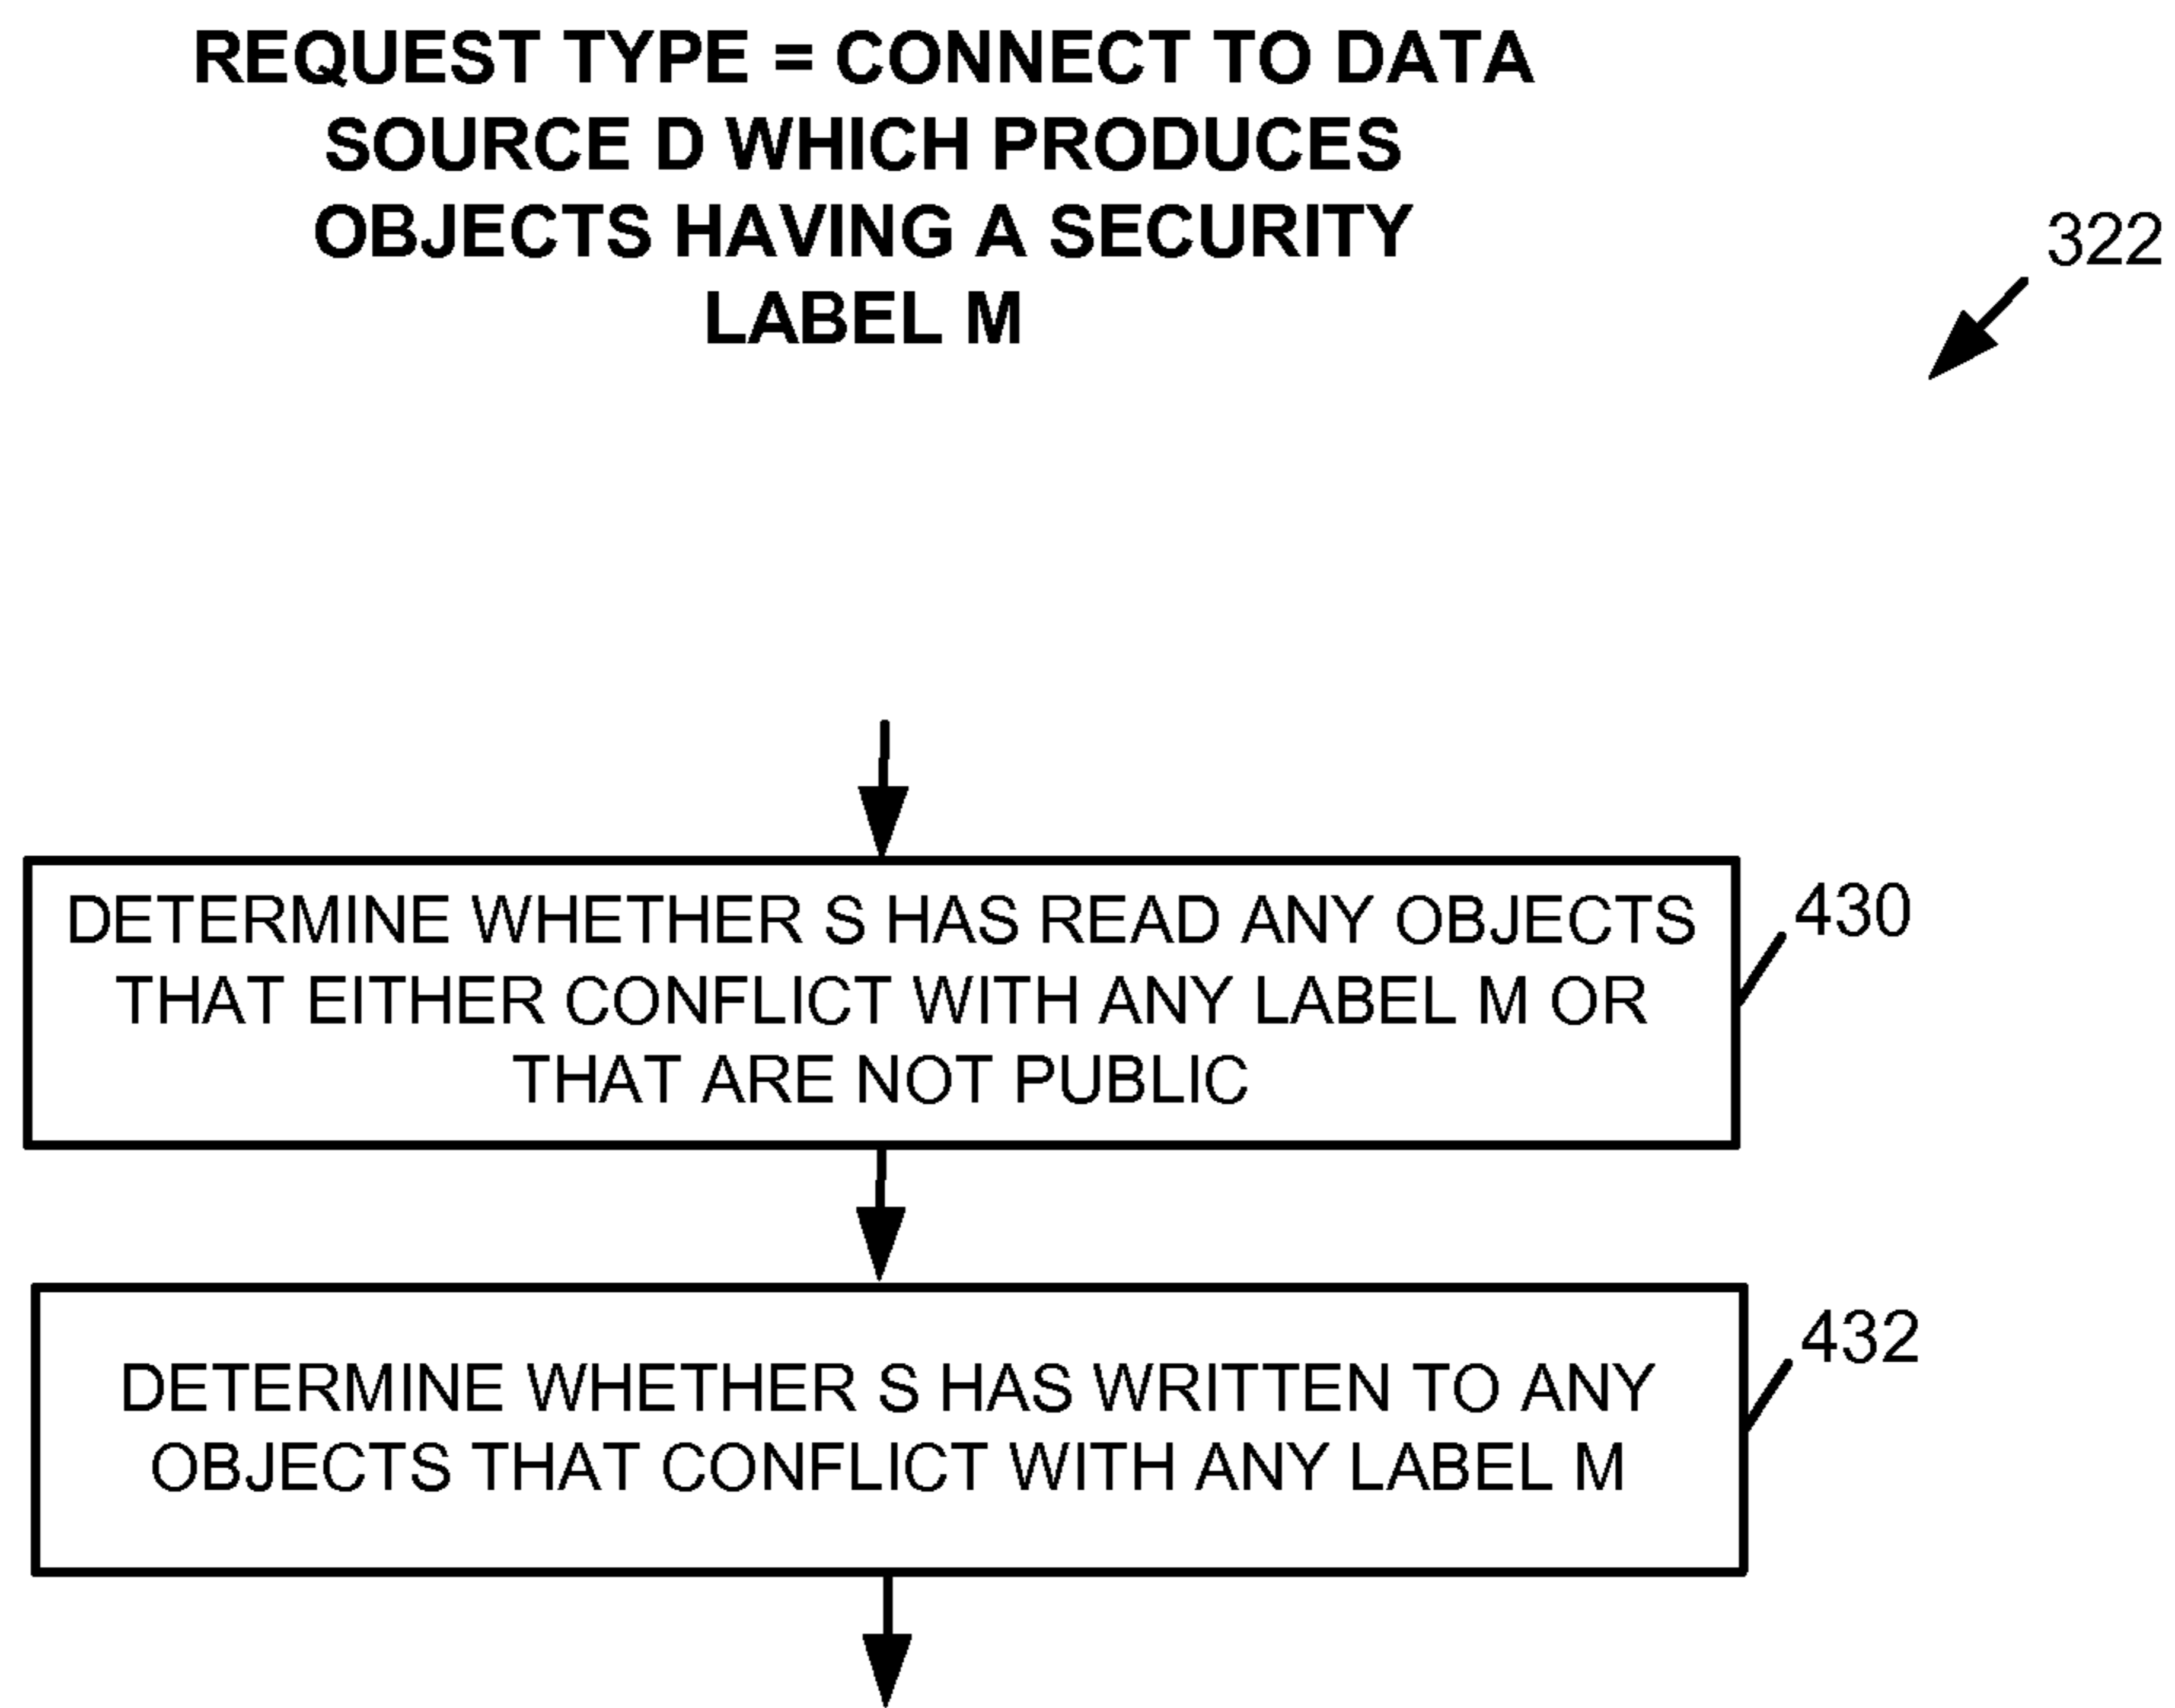 REQUEST TYPE = CONNECT TO DATA
SOURCE D WHICH PRODUCES
OBJECTS HAVING A SECURITY
LABEL M
322
DETERMINE WHETHER S HAS READ ANY OBJECTS
THAT EITHER CONFLICT WITH ANY LABEL M OR
THAT ARE NOT PUBLIC
430
DETERMINE WHETHER S HAS WRITTEN TO ANY
OBJECTS THAT CONFLICT WITH ANY LABEL M
432